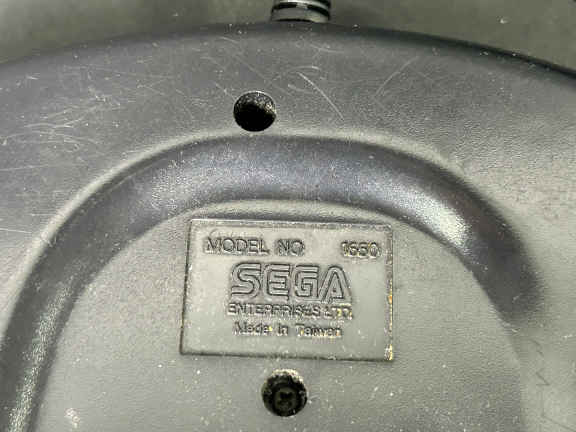 MODEL NO 1650
SEGA
ENTERPRISES LTD.
Made In Taiwan